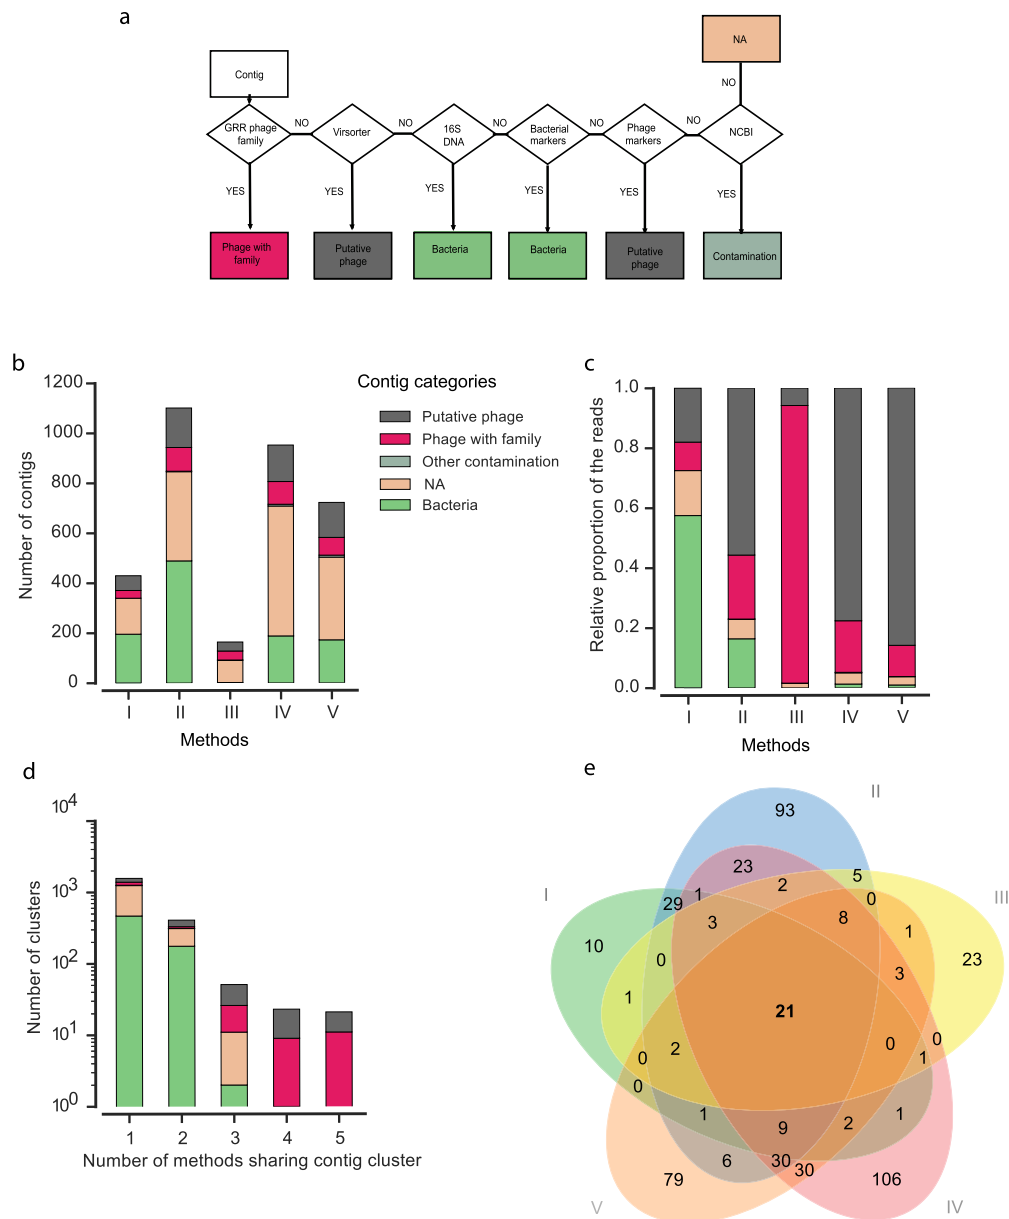 a
NA
Contig
NO
GRR phage
family
NO
Virsorter
NO
16S
DNA
NO
Bacterial
markers
NO
Phage
markers
NO
NCBI
YES
YES
YES
YES
YES
YES
Phage with
family
Putative
phage
Bacteria
Bacteria
Putative
phage
Contamination
b
Number of contigs
1200
1000
800
600
400
200
0
I
II
III
IV
V
Methods
Contig categories
Putative phage
Phage with family
Other contamination
NA
Bacteria
c
Relative proportion of the reads
1.0
0.8
0.6
0.4
0.2
0.0
I
II
III
IV
V
Methods
d
Number of clusters
10^4
10^3
10^2
10^1
10^0
1
2
3
4
5
Number of methods sharing contig cluster
e
II
93
I
III
23
2
5
29
1
0
3
8
1
10
0
3
23
1
21
0
2
0
0
1
0
1
9
2
1
6
30
30
79
106
V
IV